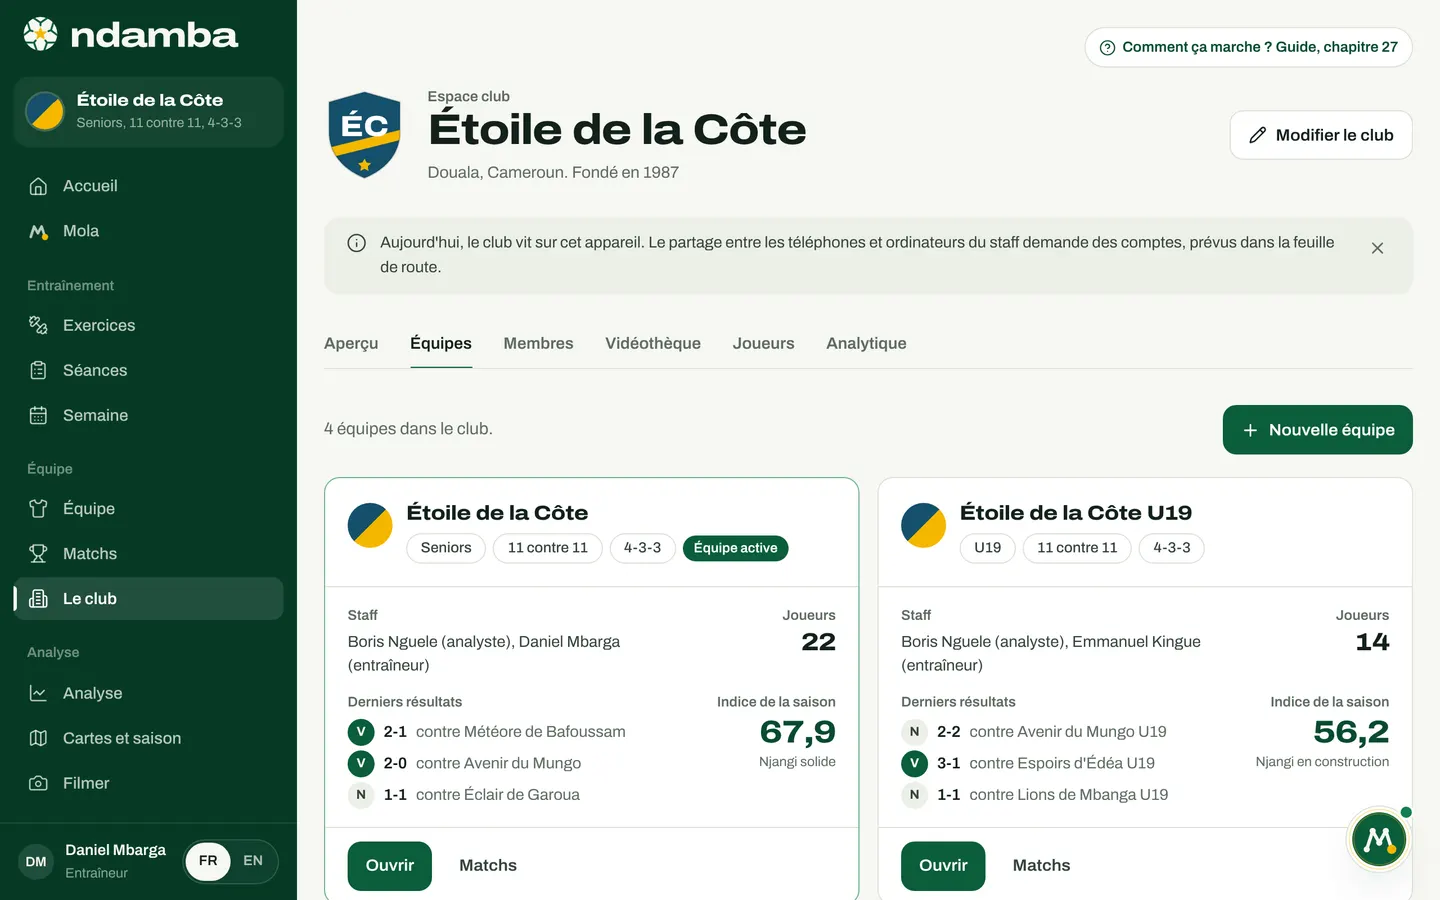 ndamba
Étoile de la Côte
Seniors, 11 contre 11, 4-3-3
Accueil
Mola
Entraînement
Exercices
Séances
Semaine
Équipe
Équipe
Matchs
Le club
Analyse
Analyse
Cartes et saison
Filmer
DM
Daniel Mbarga
Entraîneur
FR EN
Comment ça marche ? Guide, chapitre 27
ÉC
Espace club
Étoile de la Côte
Douala, Cameroun. Fondé en 1987
Modifier le club
Aujourd'hui, le club vit sur cet appareil. Le partage entre les téléphones et ordinateurs du staff demande des comptes, prévus dans la feuille
de route.
Aperçu Équipes Membres Vidéothèque Joueurs Analytique
4 équipes dans le club.
+ Nouvelle équipe
Étoile de la Côte
Seniors 11 contre 11 4-3-3 Équipe active
Staff
Boris Nguele (analyste), Daniel Mbarga
(entraîneur)
Joueurs
22
Derniers résultats
V 2-1 contre Météore de Bafoussam
V 2-0 contre Avenir du Mungo
N 1-1 contre Éclair de Garoua
Indice de la saison
67,9
Njangi solide
Ouvrir Matchs
Étoile de la Côte U19
U19 11 contre 11 4-3-3
Staff
Boris Nguele (analyste), Emmanuel Kingue
(entraîneur)
Joueurs
14
Derniers résultats
N 2-2 contre Avenir du Mungo U19
V 3-1 contre Espoirs d'Édéa U19
N 1-1 contre Lions de Mbanga U19
Indice de la saison
56,2
Njangi en construction
Ouvrir Matchs